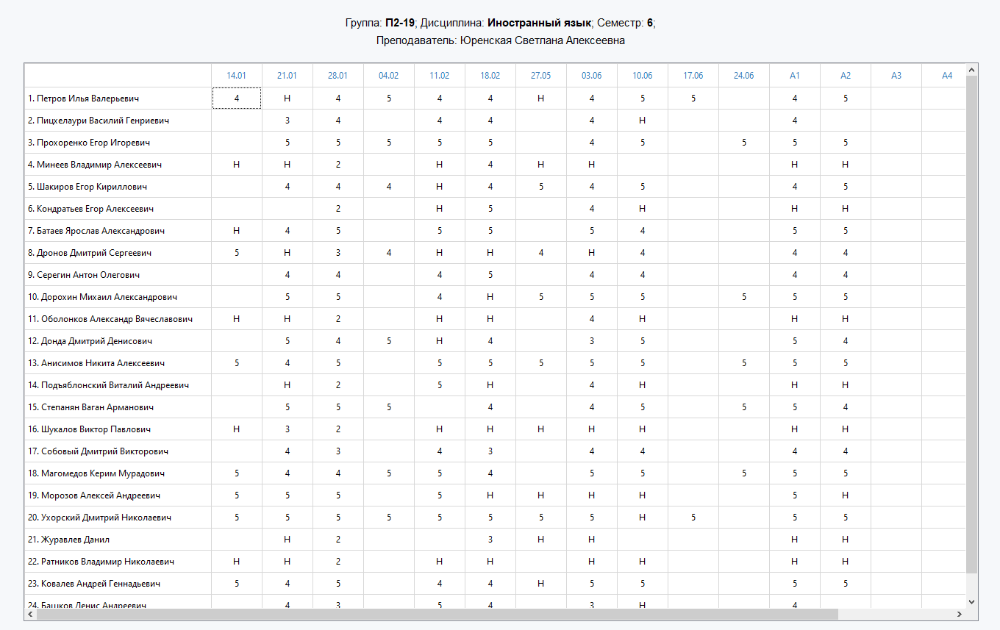 Группа: П2-19; Дисциплина: Иностранный язык; Семестр: 6;
Преподаватель: Юренская Светлана Алексеевна
14.01 21.01 28.01 04.02 11.02 18.02 27.05 03.06 10.06 17.06 24.06 А1 А2 А3 А4
1. Петров Илья Валерьевич 4 Н 4 5 4 4 Н 4 5 5 4 5
2. Пицхелаури Василий Генриевич 3 4 4 4 4 Н 4
3. Прохоренко Егор Игоревич 5 5 5 5 5 4 5 5 5 5
4. Минеев Владимир Алексеевич Н Н 2 Н 4 Н Н Н Н
5. Шакиров Егор Кириллович 4 4 4 Н 4 5 4 5 4 5
6. Кондратьев Егор Алексеевич 2 Н 5 4 Н Н Н
7. Батаев Ярослав Александрович Н 4 5 5 5 5 4 5 5
8. Дронов Дмитрий Сергеевич 5 Н 3 4 Н Н 4 Н 4 4 4
9. Серегин Антон Олегович 4 4 4 5 4 4 4 4
10. Дорохин Михаил Александрович 5 5 4 Н 5 5 5 5 5 5
11. Оболонков Александр Вячеславович Н Н 2 Н Н 4 Н Н Н
12. Донда Дмитрий Денисович 5 4 5 Н 4 3 5 5 4
13. Анисимов Никита Алексеевич 5 4 5 5 5 5 5 5 5 5 5
14. Подъяблонский Виталий Андреевич Н 2 5 Н 4 Н Н Н
15. Степанян Ваган Арманович 5 5 5 4 4 5 5 5 4
16. Шукалов Виктор Павлович Н 3 2 Н Н Н Н Н Н Н
17. Собовый Дмитрий Викторович 4 3 4 3 4 4 4 4
18. Магомедов Керим Мурадович 5 4 4 5 5 4 5 5 5 5 5
19. Морозов Алексей Андреевич 5 5 5 5 Н Н Н Н 5 Н
20. Ухорский Дмитрий Николаевич 5 5 5 5 5 5 5 5 Н 5 5 5
21. Журавлев Данил Н 2 3 Н Н Н Н
22. Ратников Владимир Николаевич Н Н 2 Н Н Н Н Н Н
23. Ковалев Андрей Геннадьевич 5 4 5 4 4 Н 5 5 5 5
24. Башков Денис Андреевич 4 3 5 4 3 Н 4